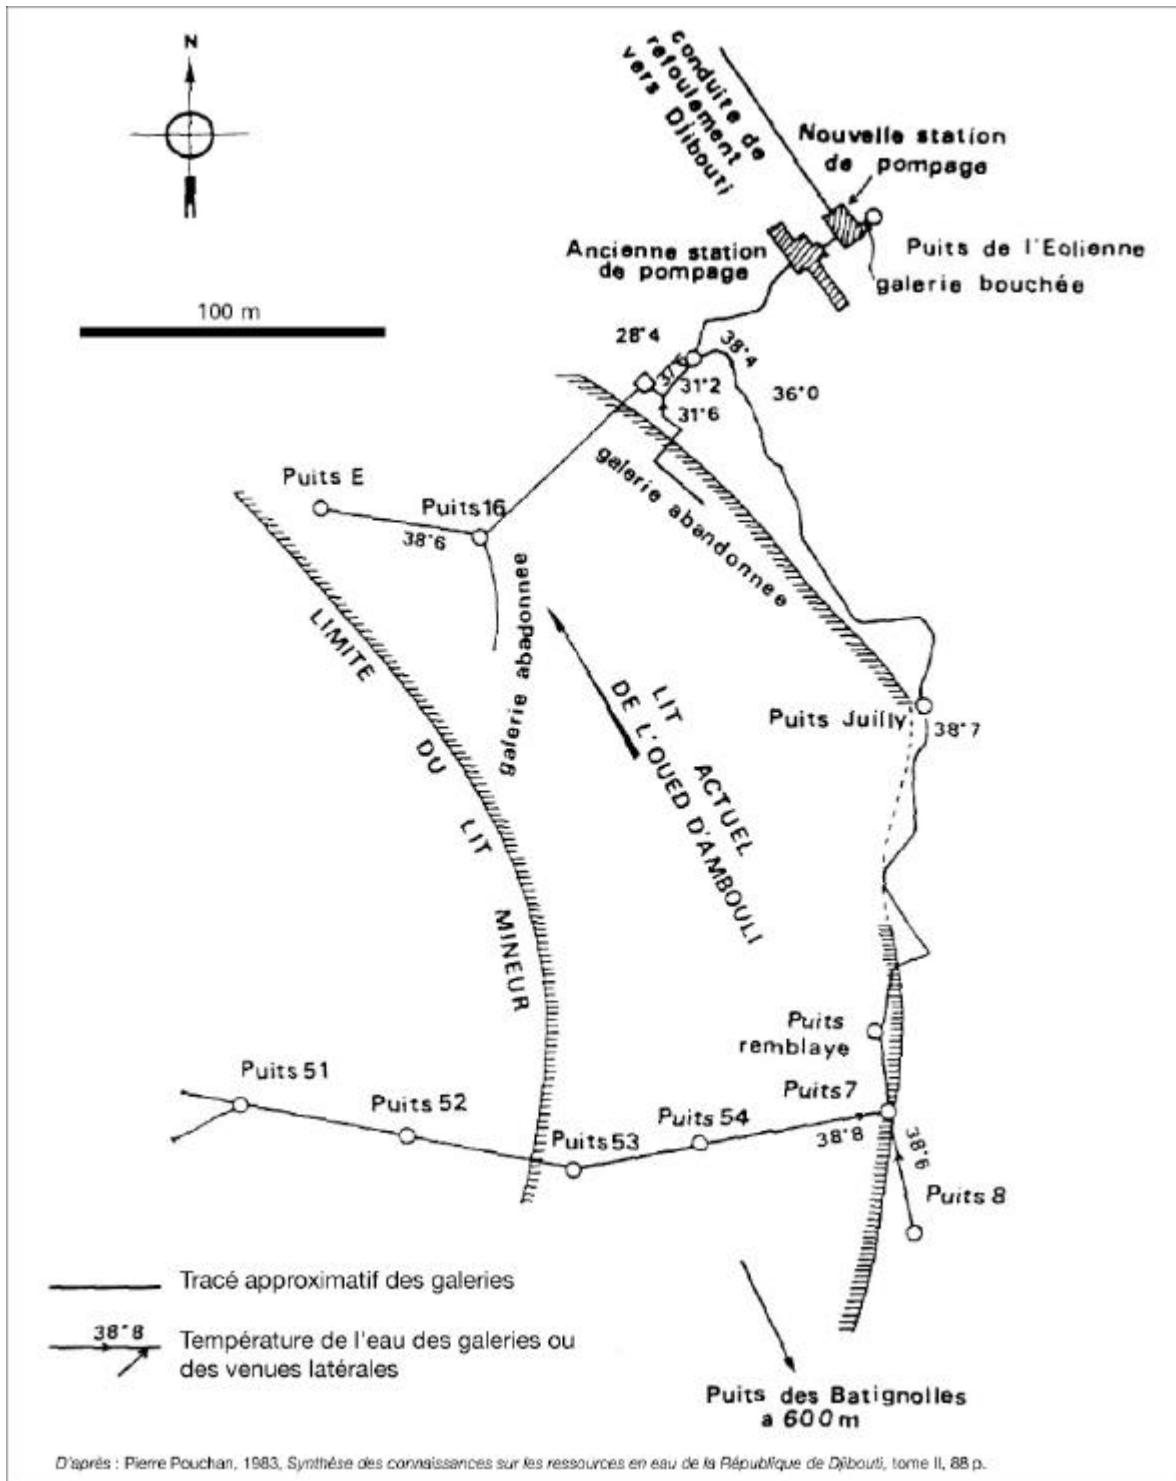 N
conduite de
refoulement
vers Djibouti
Nouvelle station
de pompage
Ancienne station
de pompage
Puits de l'Eolienne
galerie bouchée
100 m
28°4
38°4
31°2
36°0
31°6
galerie abandonnee
Puits E
Puits 16
38°6
galerie abadonnee
LIMITE
DU
LIT
MINEUR
LIT ACTUEL
DE L'OUED D'AMBOULI
Puits Juilly
38°7
Puits
remblaye
Puits 51
Puits 52
Puits 53
Puits 54
Puits 7
38°8
38°6
Puits 8
Tracé approximatif des galeries
38°8
Température de l'eau des galeries ou
des venues latérales
Puits des Batignolles
a 600 m
D'après : Pierre Pouchan, 1983, Synthèse des connaissances sur les ressources en eau de la République de Djibouti, tome II, 88 p.